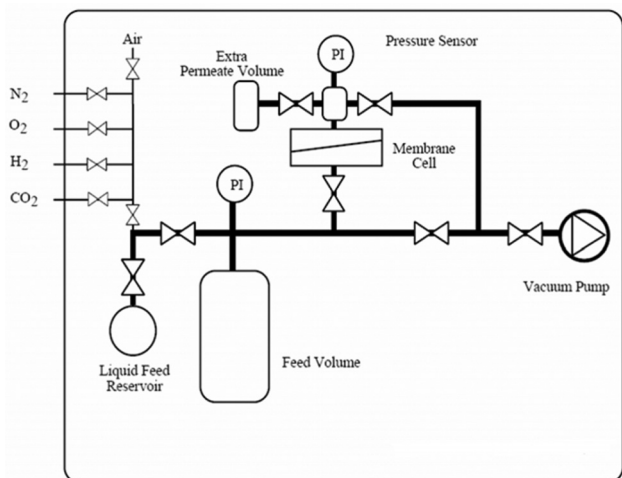 Air
Extra
Permeate Volume
PI
Pressure Sensor
N2
O2
H2
CO2
Membrane
Cell
PI
Vacuum Pump
Liquid Feed
Reservoir
Feed Volume